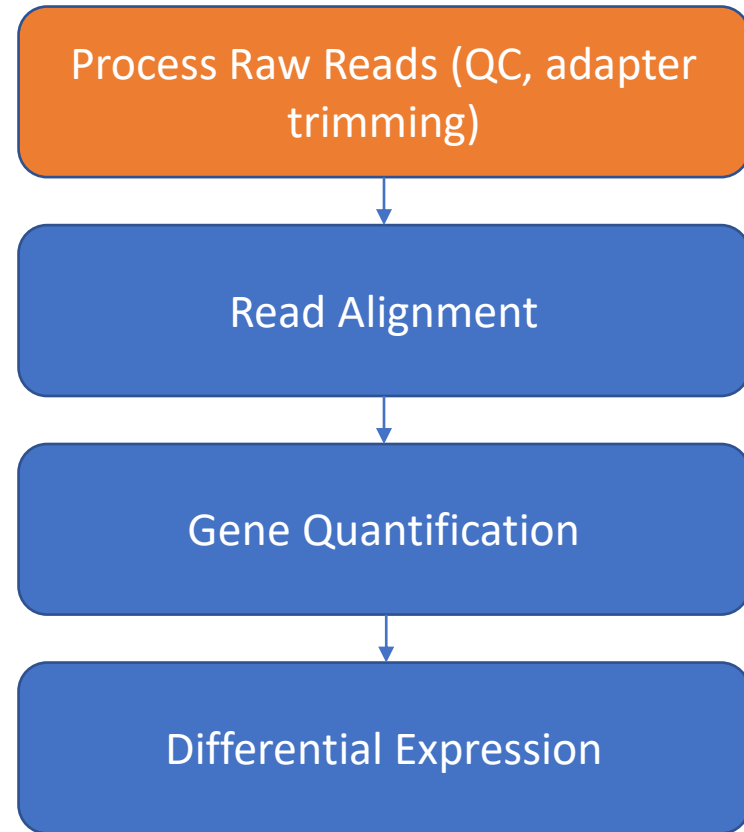 Process Raw Reads (QC, adapter
trimming)
Read Alignment
Gene Quantification
Differential Expression